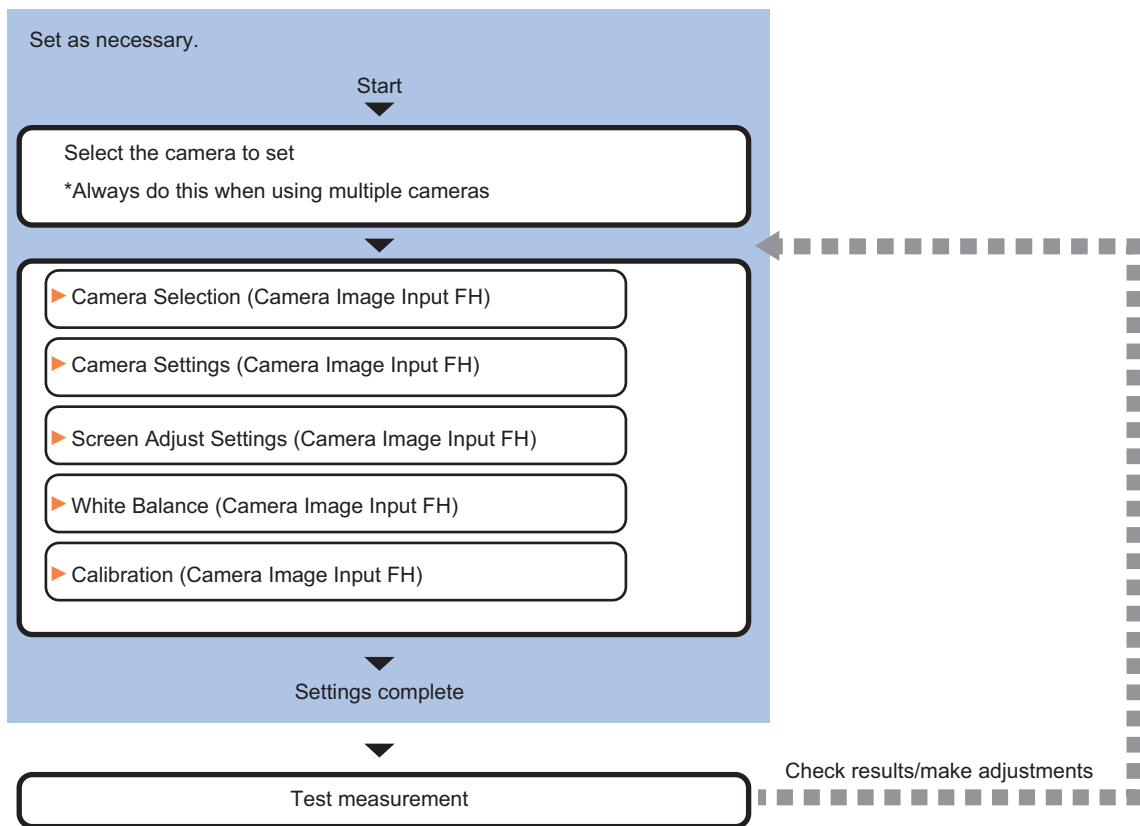 Set as necessary.
Start
Select the camera to set
*Always do this when using multiple cameras
Camera Selection (Camera Image Input FH)
Camera Settings (Camera Image Input FH)
Screen Adjust Settings (Camera Image Input FH)
White Balance (Camera Image Input FH)
Calibration (Camera Image Input FH)
Settings complete
Check results/make adjustments
Test measurement